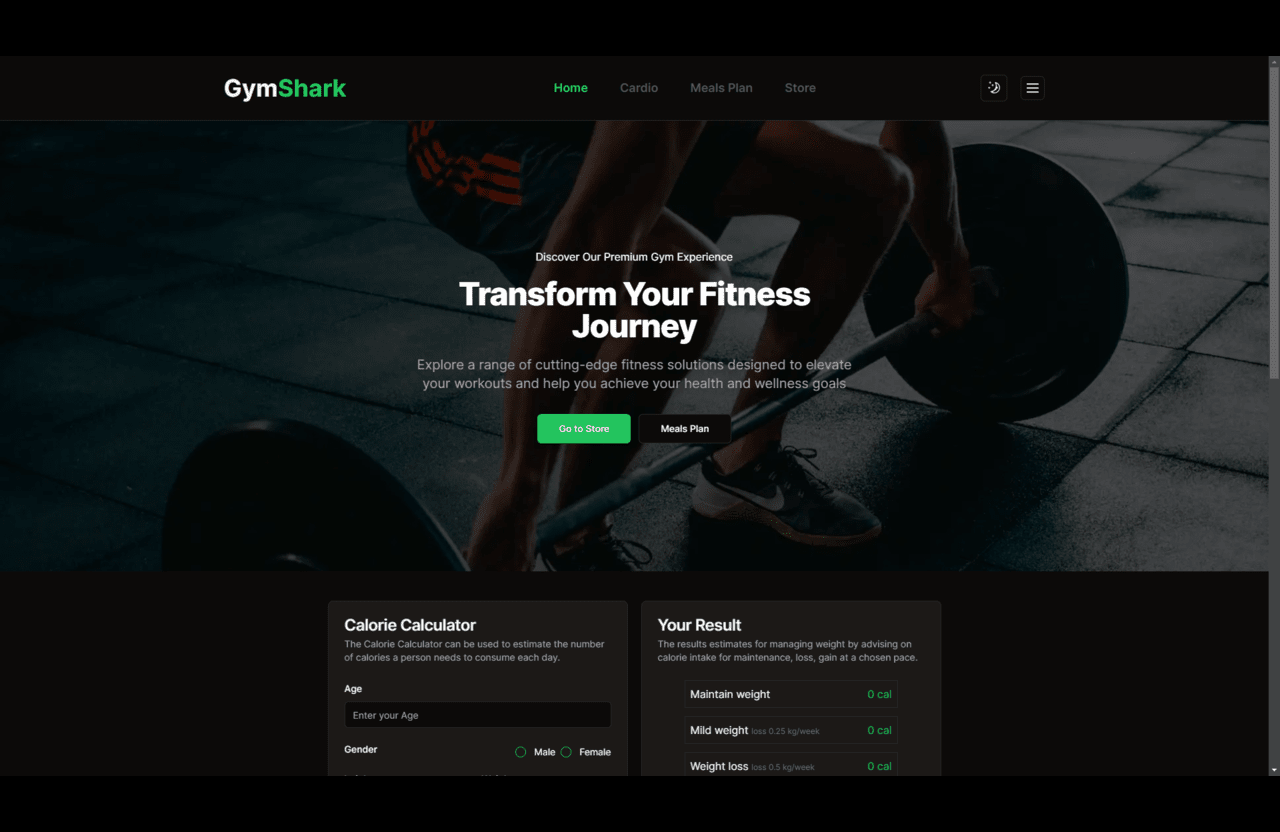 GymShark
Home
Cardio
Meals Plan
Store
Discover Our Premium Gym Experience
Transform Your Fitness
Journey
Explore a range of cutting-edge fitness solutions designed to elevate
your workouts and help you achieve your health and wellness goals
Go to Store
Meals Plan
Calorie Calculator
The Calorie Calculator can be used to estimate the number
of calories a person needs to consume each day.
Age
Enter your Age
Gender
Male
Female
Your Result
The results estimates for managing weight by advising on
calorie intake for maintenance, loss, gain at a chosen pace.
Maintain weight 0 cal
Mild weight loss 0.25 kg/week 0 cal
Weight loss loss 0.5 kg/week 0 cal